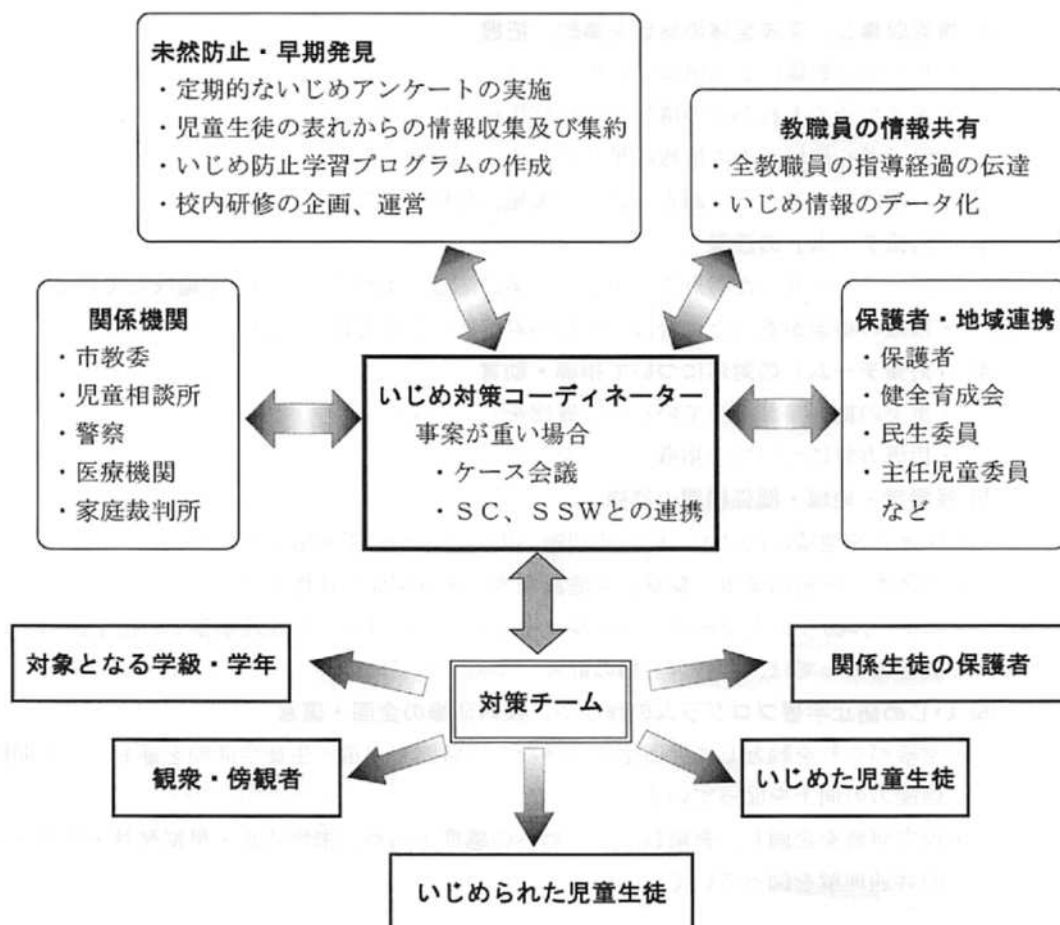 未然防止・早期発見
・定期的ないじめアンケートの実施
・児童生徒の表れからの情報収集及び集約
・いじめ防止学習プログラムの作成
・校内研修の企画、運営
教職員の情報共有
・全教職員の指導経過の伝達
・いじめ情報のデータ化
関係機関
・市教委
・児童相談所
・警察
・医療機関
・家庭裁判所
いじめ対策コーディネーター
事案が重い場合
・ケース会議
・ＳＣ、ＳＳＷとの連携
保護者・地域連携
・保護者
・健全育成会
・民生委員
・主任児童委員
など
対象となる学級・学年
対策チーム
関係生徒の保護者
観衆・傍観者
いじめた児童生徒
いじめられた児童生徒